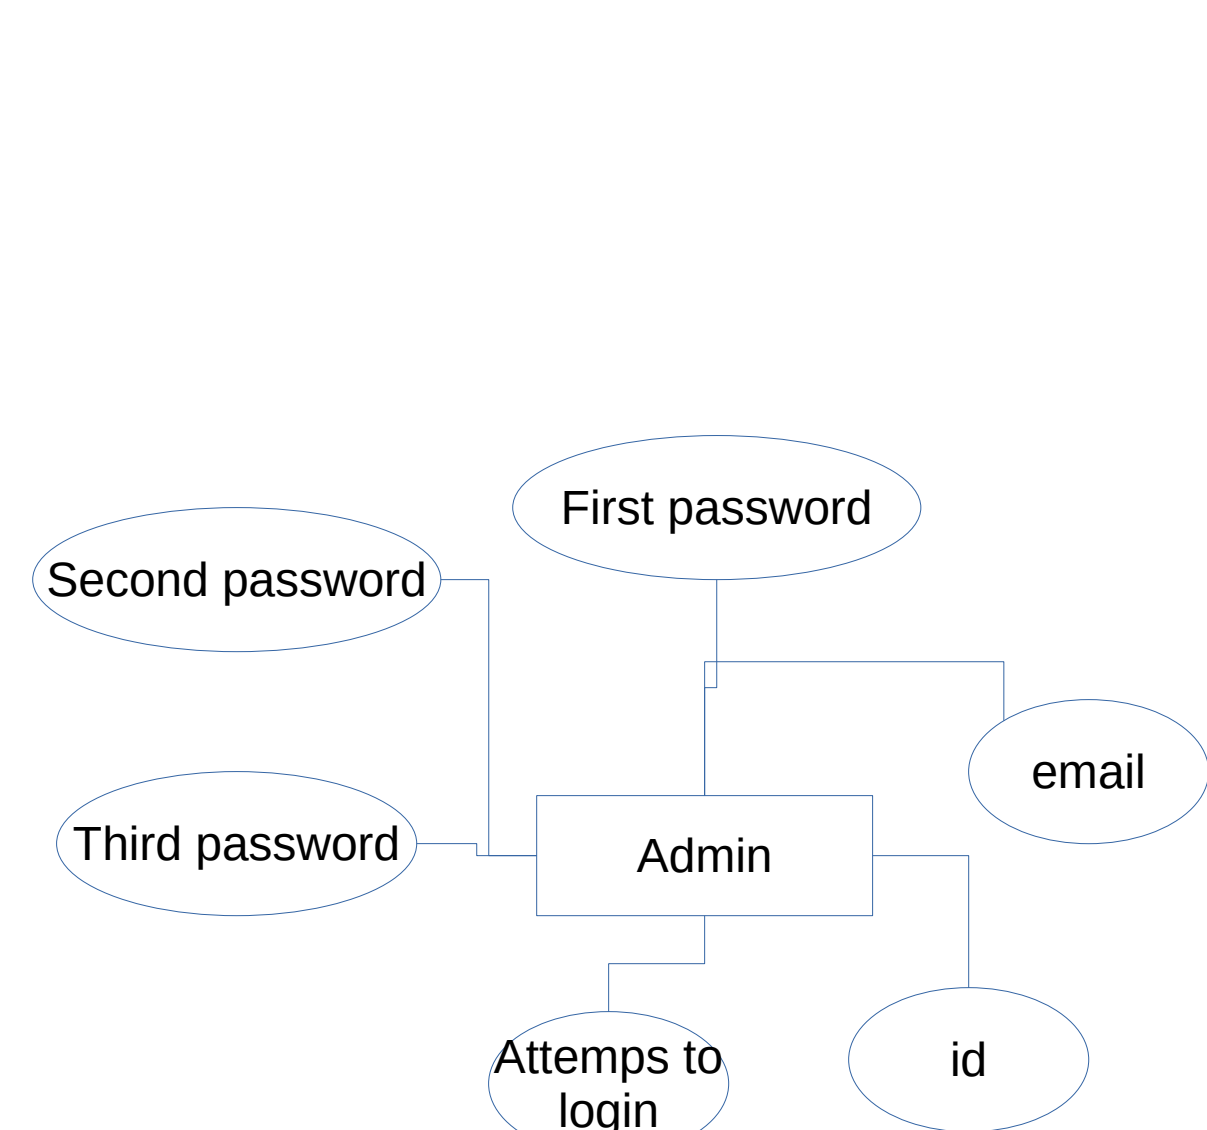 First password
Second password
email
Third password
Admin
Attemps to
login
id